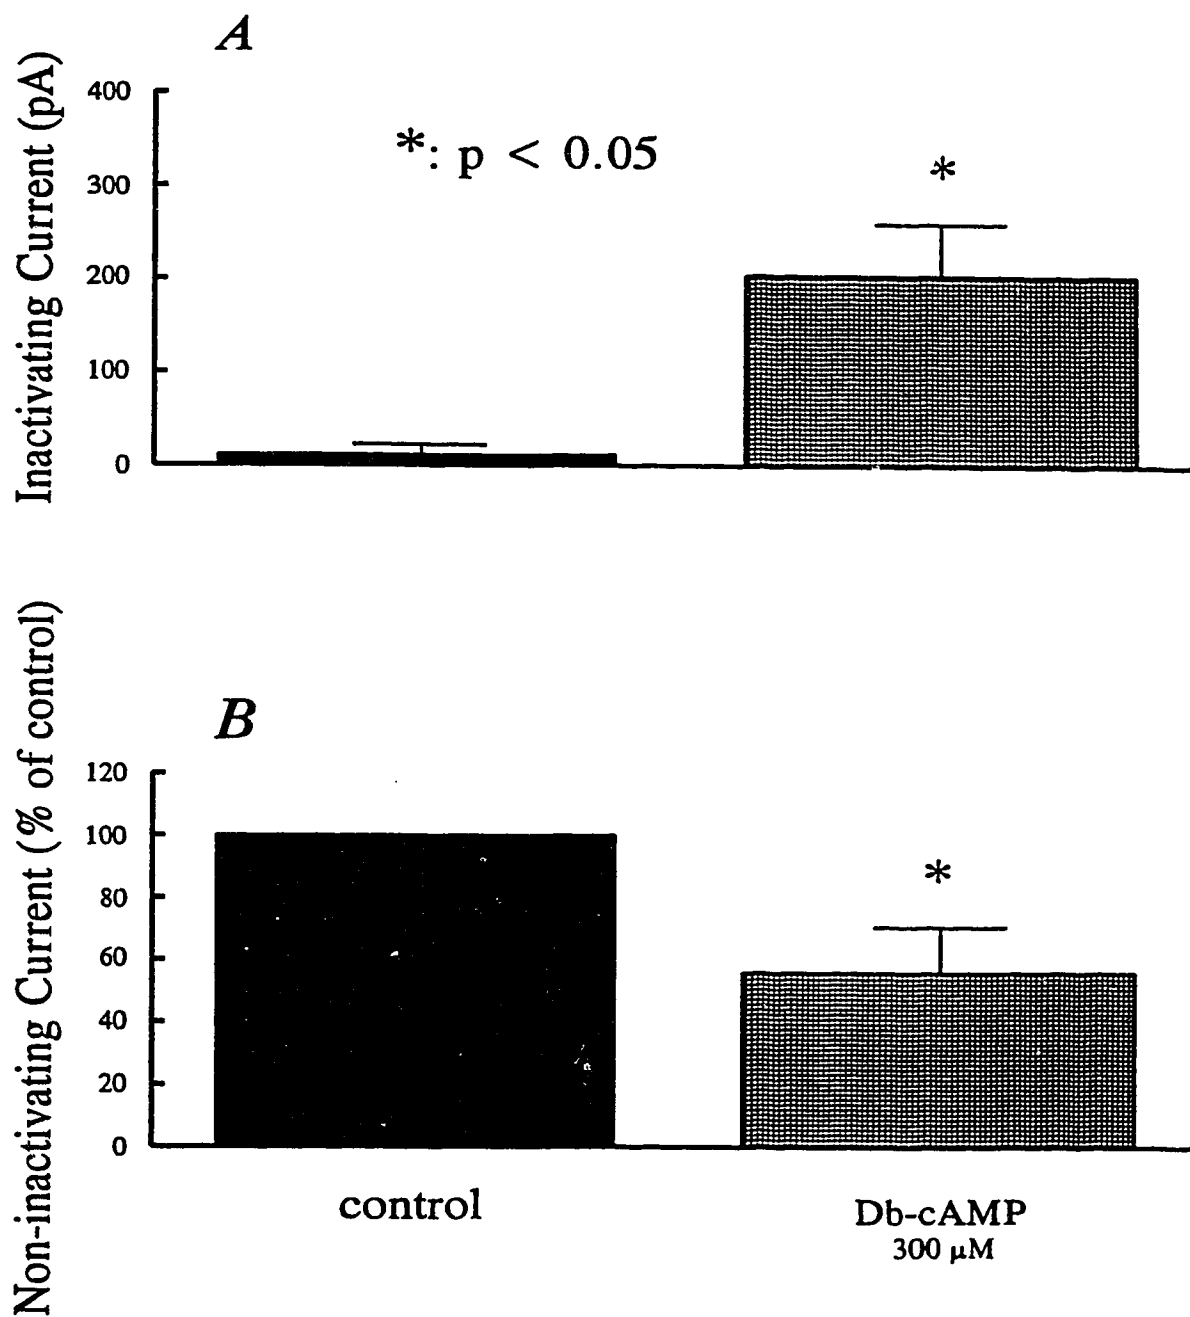 A
Inactivating Current (pA)
400
300
200
100
0
*: p < 0.05
*
B
Non-inactivating Current (% of control)
120
100
80
60
40
20
0
*
control
Db-cAMP
300 μM